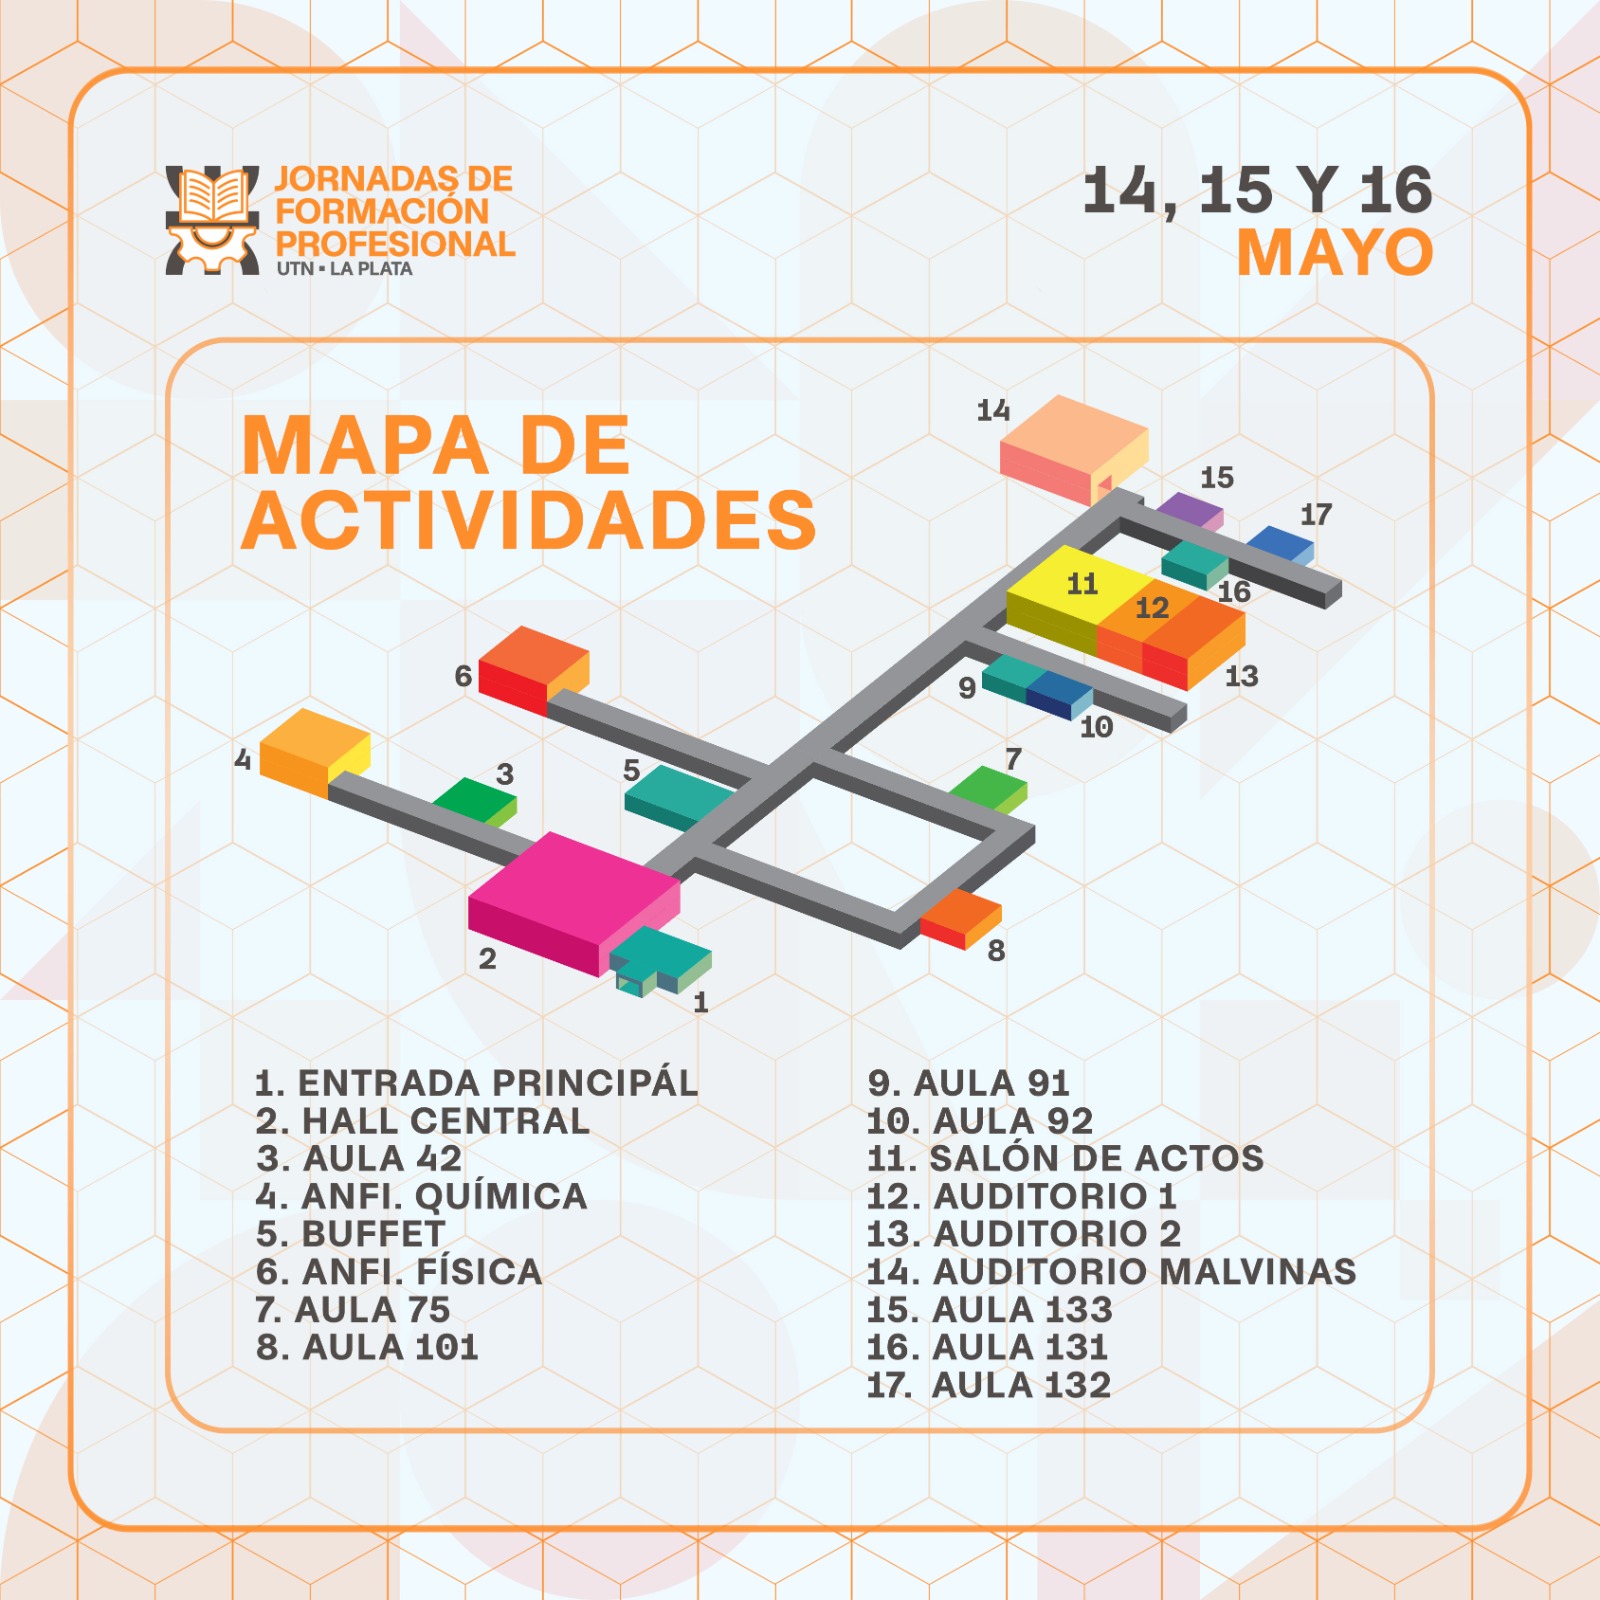 JORNADAS DE
FORMACIÓN
PROFESIONAL
UTN ▪ LA PLATA
14, 15 Y 16
MAYO
MAPA DE
ACTIVIDADES
14
15
17
11
12
16
13
6
9
10
4
3
5
7
2
8
1
1. ENTRADA PRINCIPÁL
2. HALL CENTRAL
3. AULA 42
4. ANFI. QUÍMICA
5. BUFFET
6. ANFI. FÍSICA
7. AULA 75
8. AULA 101
9. AULA 91
10. AULA 92
11. SALÓN DE ACTOS
12. AUDITORIO 1
13. AUDITORIO 2
14. AUDITORIO MALVINAS
15. AULA 133
16. AULA 131
17. AULA 132